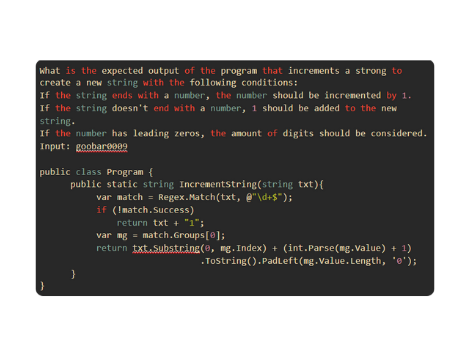 What is the expected output of the program that increments a strong to
create a new string with the following conditions:
If the string ends with a number, the number should be incremented by 1.
If the string doesn't end with a number, 1 should be added to the new
string.
If the number has leading zeros, the amount of digits should be considered.
Input: goobar0009
public class Program {
public static string IncrementString(string txt){
var match = Regex.Match(txt, @"\d+$");
if (!match.Success)
return txt + "1";
var mg = match.Groups[0];
return txt.Substring(0, mg.Index) + (int.Parse(mg.Value) + 1)
.ToString().PadLeft(mg.Value.Length, '0');
}
}